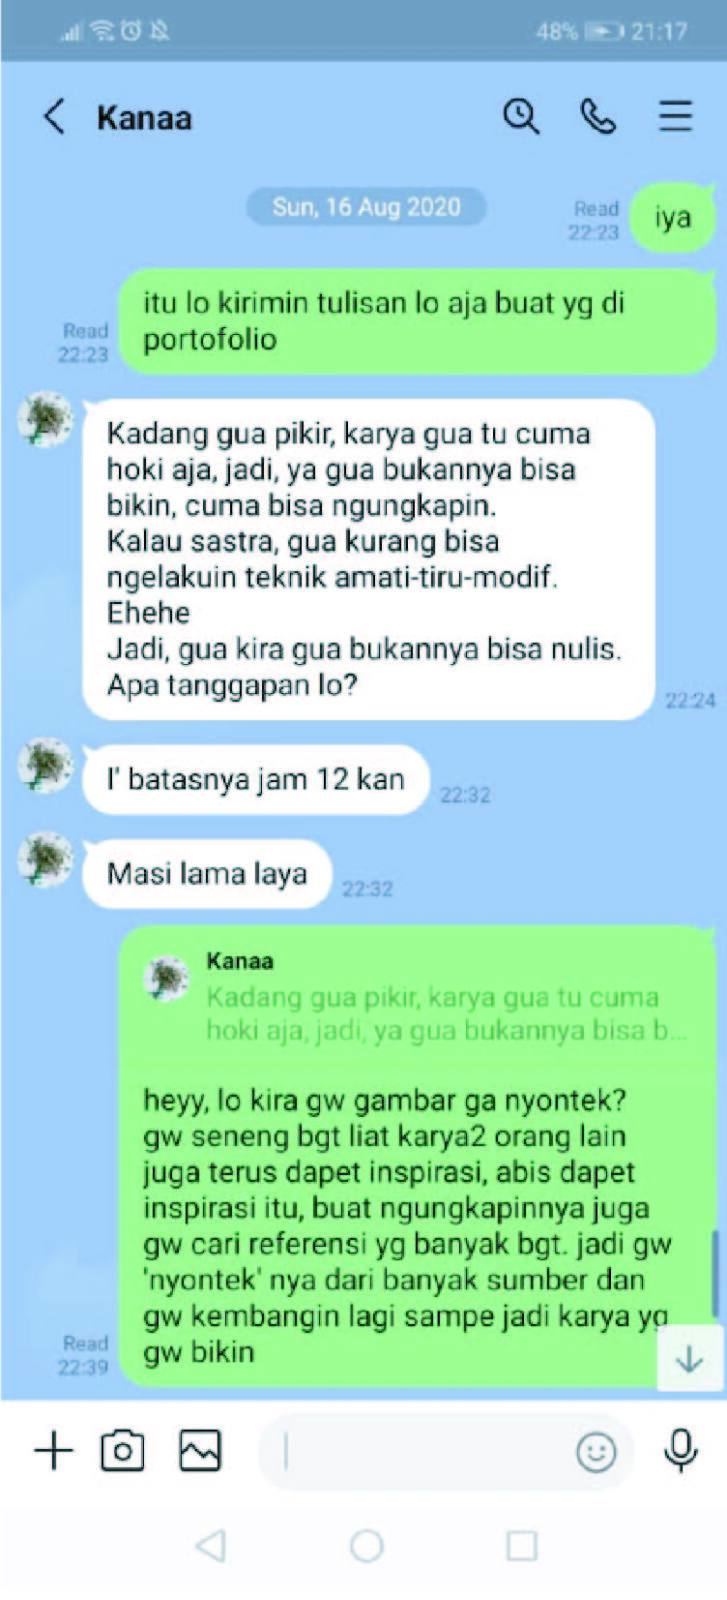 48% 21:17
Kanaa
Sun, 16 Aug 2020
Read
22:23
iya
itu lo kirimin tulisan lo aja buat yg di
portofolio
Read
22:23
Kadang gua pikir, karya gua tu cuma
hoki aja, jadi, ya gua bukannya bisa
bikin, cuma bisa ngungkapin.
Kalau sastra, gua kurang bisa
ngelakuin teknik amati-tiru-modif.
Ehehe
Jadi, gua kira gua bukannya bisa nulis.
Apa tanggapan lo?
22:24
I' batasnya jam 12 kan
22:32
Masi lama laya
22:32
Kanaa
Kadang gua pikir, karya gua tu cuma
hoki aja, jadi, ya gua bukannya bisa b...
heyy, lo kira gw gambar ga nyontek?
gw seneng bgt liat karya2 orang lain
juga terus dapet inspirasi, abis dapet
inspirasi itu, buat ngungkapinnya juga
gw cari referensi yg banyak bgt. jadi gw
'nyontek' nya dari banyak sumber dan
gw kembangin lagi sampe jadi karya yg
gw bikin
Read
22:39